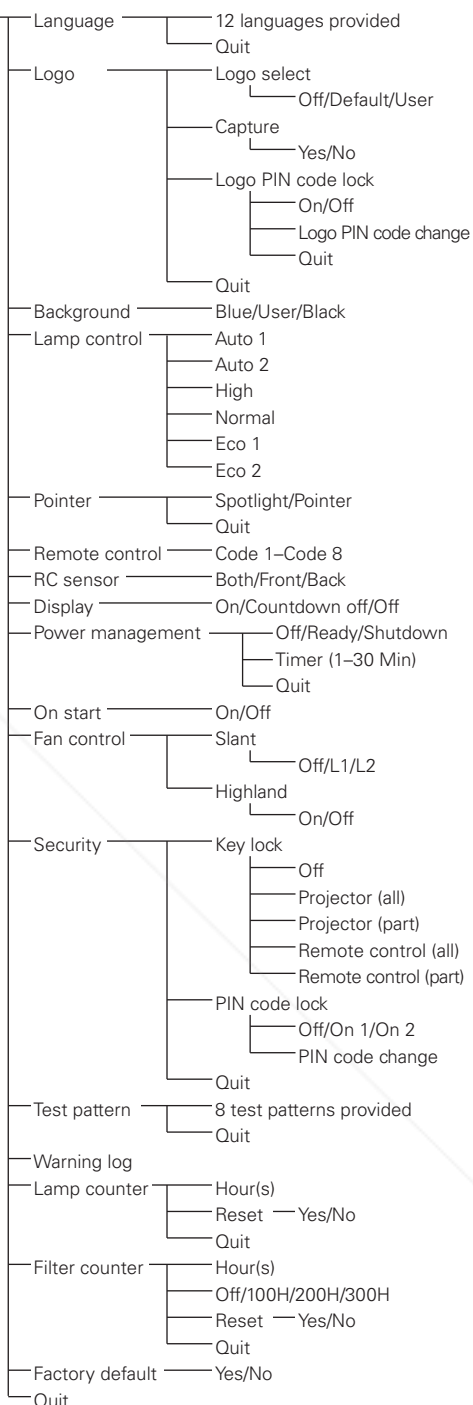 Language 12 languages provided
Quit
Logo Logo select
Off/Default/User
Capture
Yes/No
Logo PIN code lock
On/Off
Logo PIN code change
Quit
Quit
Background Blue/User/Black
Lamp control Auto 1
Auto 2
High
Normal
Eco 1
Eco 2
Pointer Spotlight/Pointer
Quit
Remote control Code 1–Code 8
RC sensor Both/Front/Back
Display On/Countdown off/Off
Power management Off/Ready/Shutdown
Timer (1–30 Min)
Quit
On start On/Off
Fan control Slant
Off/L1/L2
Highland
On/Off
Security Key lock
Off
Projector (all)
Projector (part)
Remote control (all)
Remote control (part)
PIN code lock
Off/On 1/On 2
PIN code change
Quit
Test pattern 8 test patterns provided
Quit
Warning log
Lamp counter Hour(s)
Reset Yes/No
Quit
Filter counter Hour(s)
Off/100H/200H/300H
Reset Yes/No
Quit
Factory default Yes/No
Quit